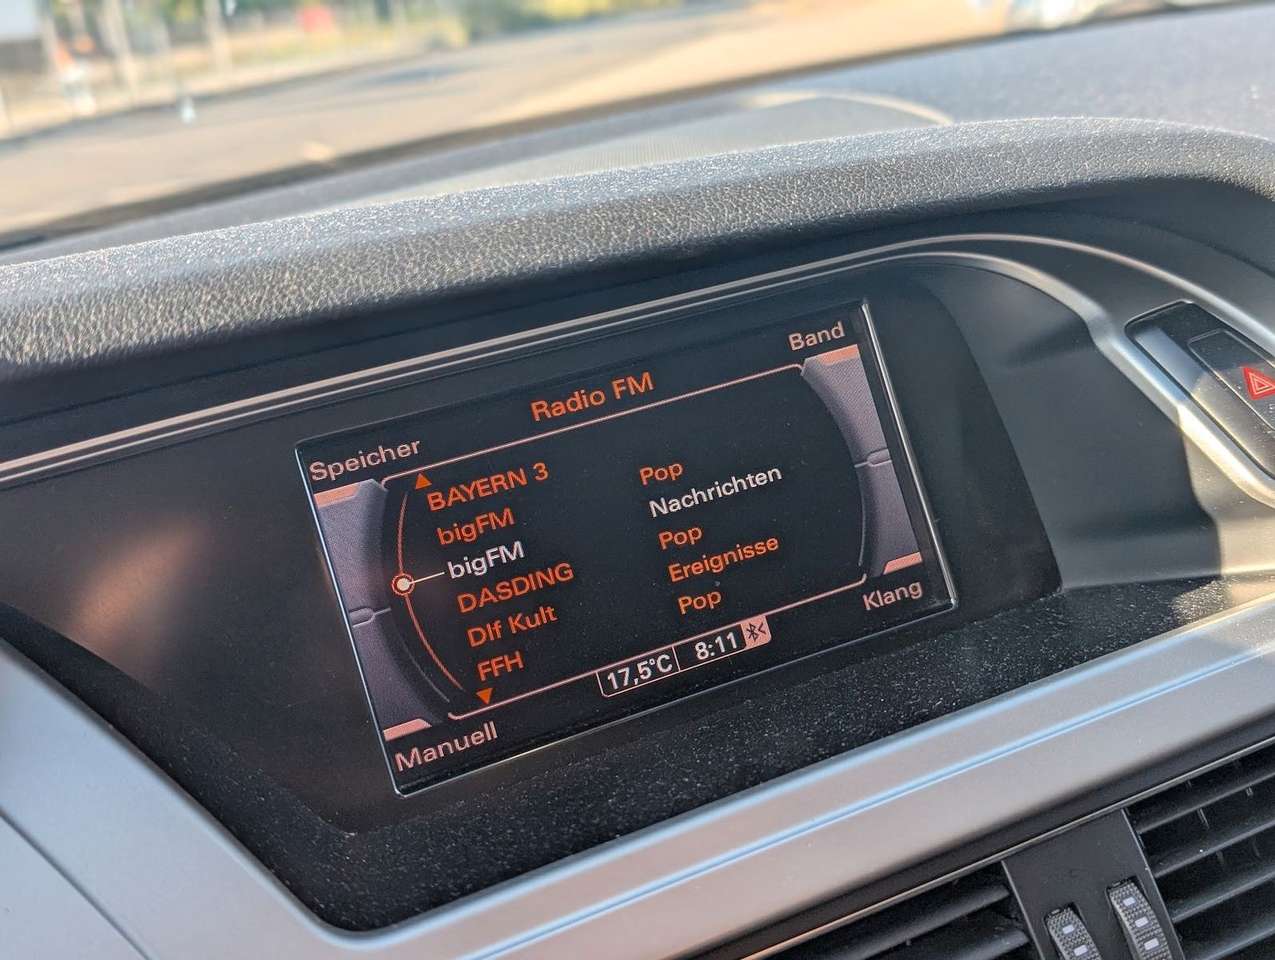 Speicher
Radio FM
Band
BAYERN 3
bigFM Pop
bigFM Nachrichten
DASDING Pop
Dlf Kult Ereignisse
FFH Pop
Manuell
17,5°C 8:11
Klang